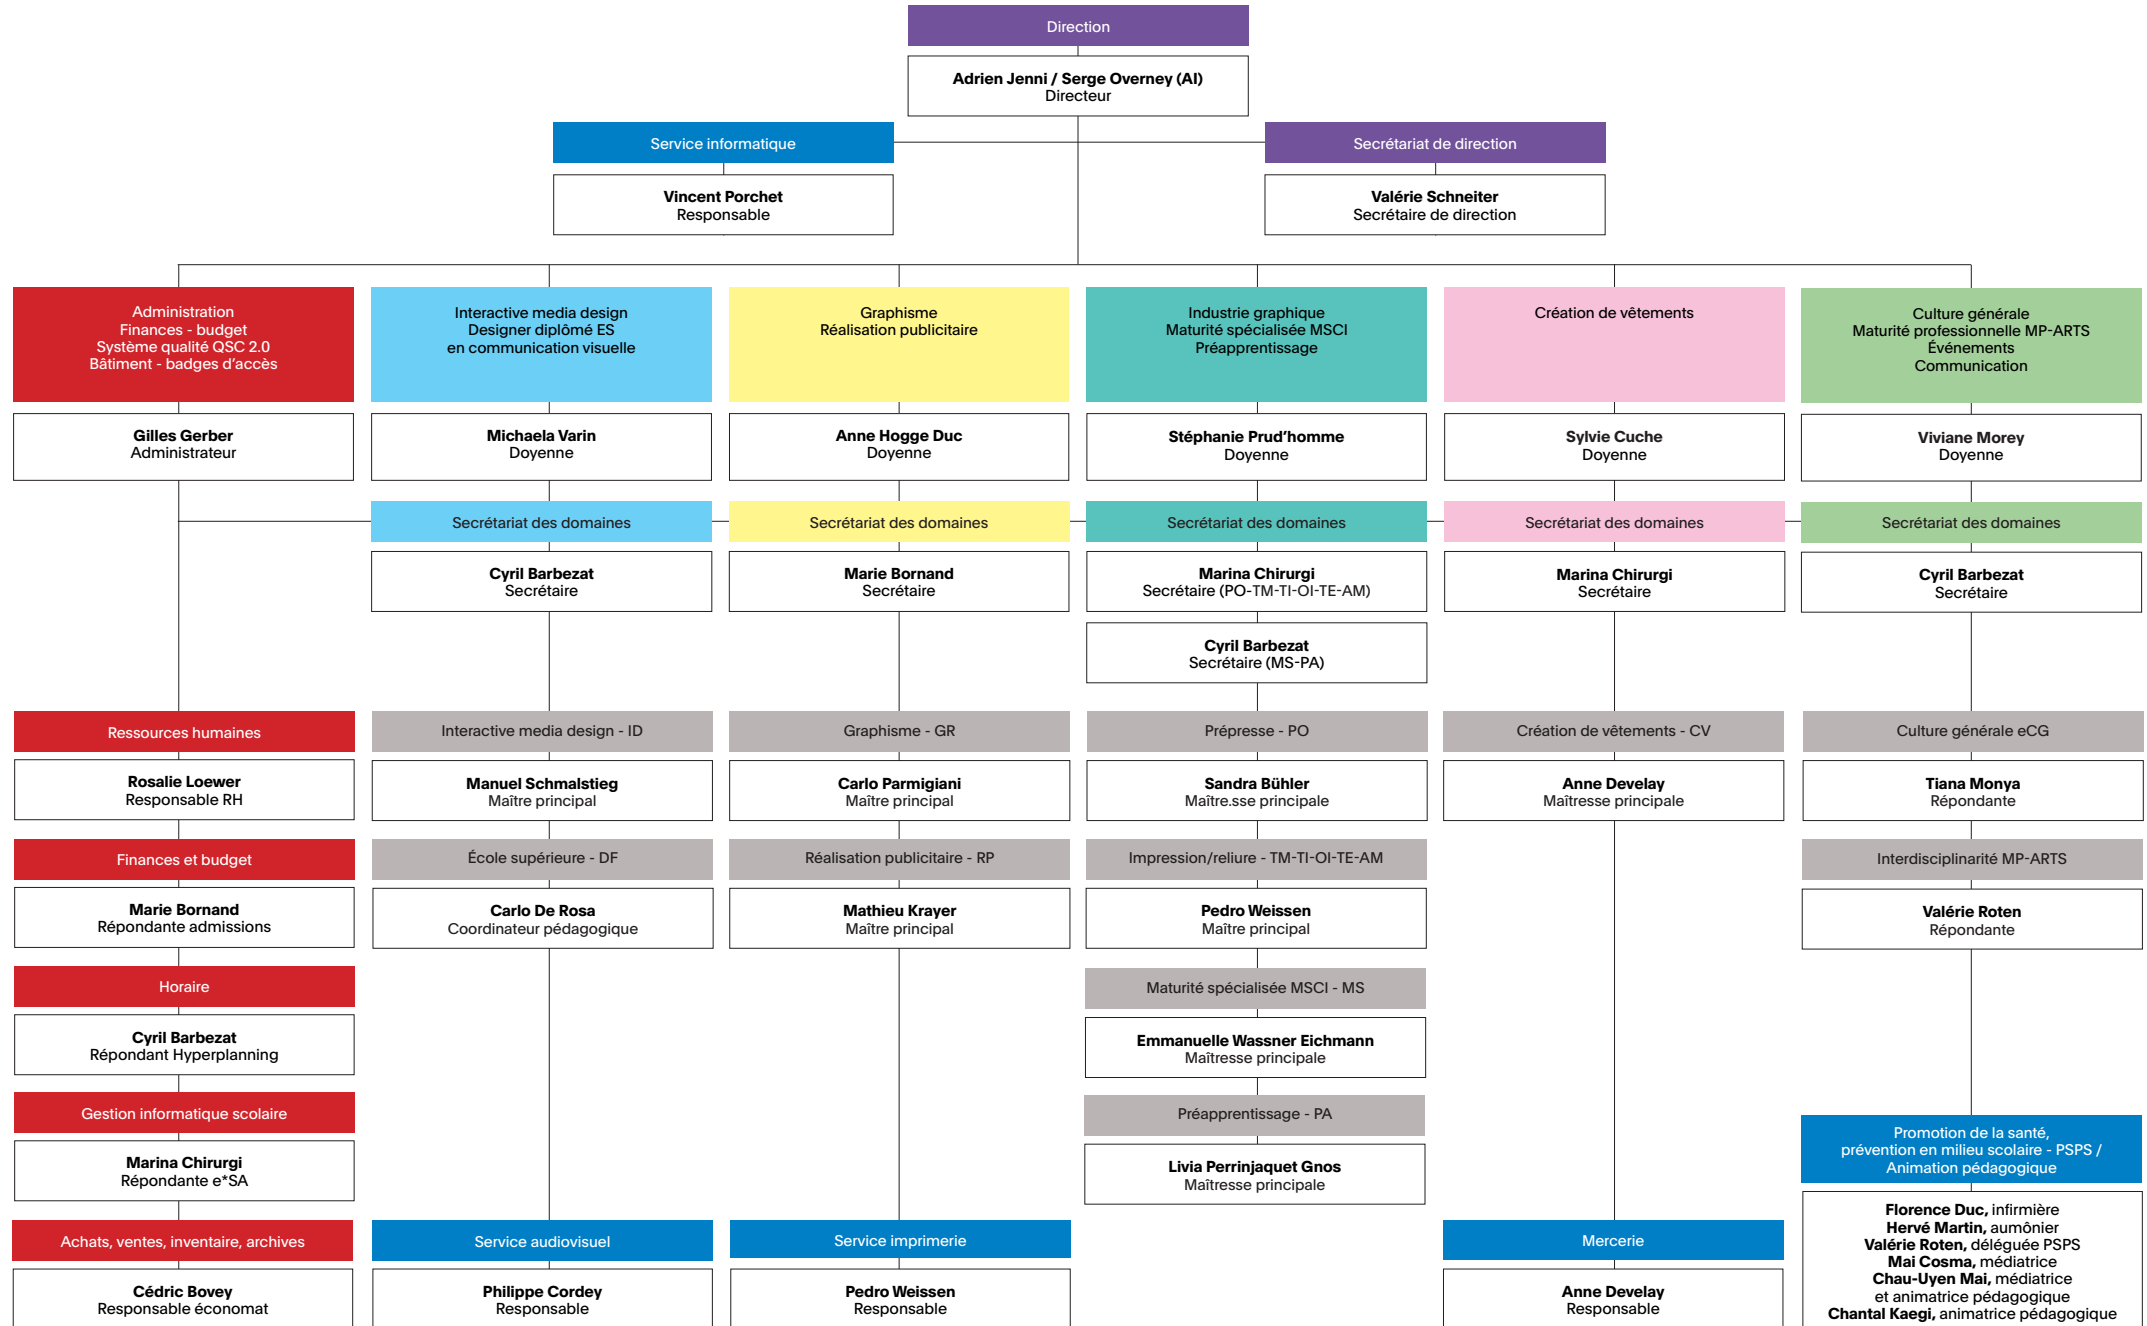 Direction
Adrien Jenni / Serge Overney (AI)
Directeur
Service informatique
Vincent Porchet
Responsable
Secrétariat de direction
Valérie Schneiter
Secrétaire de direction
Administration
Finances - budget
Système qualité QSC 2.0
Bâtiment - badges d'accès
Gilles Gerber
Administrateur
Interactive media design
Designer diplômé ES
en communication visuelle
Michaela Varin
Doyenne
Graphisme
Réalisation publicitaire
Anne Hogge Duc
Doyenne
Industrie graphique
Maturité spécialisée MSCI
Préapprentissage
Stéphanie Prud'homme
Doyenne
Création de vêtements
Sylvie Cuche
Doyenne
Culture générale
Maturité professionnelle MP-ARTS
Événements
Communication
Viviane Morey
Doyenne
Secrétariat des domaines
Cyril Barbezat
Secrétaire
Secrétariat des domaines
Marie Bornand
Secrétaire
Secrétariat des domaines
Marina Chirurgi
Secrétaire (PO-TM-TI-OI-TE-AM)
Cyril Barbezat
Secrétaire (MS-PA)
Secrétariat des domaines
Marina Chirurgi
Secrétaire
Secrétariat des domaines
Cyril Barbezat
Secrétaire
Ressources humaines
Rosalie Loewer
Responsable RH
Finances et budget
Marie Bornand
Répondante admissions
Horaire
Cyril Barbezat
Répondant Hyperplanning
Gestion informatique scolaire
Marina Chirurgi
Répondante e*SA
Achats, ventes, inventaire, archives
Cédric Bovey
Responsable économat
Interactive media design - ID
Manuel Schmalstieg
Maître principal
École supérieure - DF
Carlo De Rosa
Coordinateur pédagogique
Service audiovisuel
Philippe Cordey
Responsable
Graphisme - GR
Carlo Parmigiani
Maître principal
Réalisation publicitaire - RP
Mathieu Krayer
Maître principal
Service imprimerie
Pedro Weissen
Responsable
Prépresse - PO
Sandra Bühler
Maître.sse principale
Impression/reliure - TM-TI-OI-TE-AM
Pedro Weissen
Maître principal
Maturité spécialisée MSCI - MS
Emmanuelle Wassner Eichmann
Maîtresse principale
Préapprentissage - PA
Livia Perrinjaquet Gnos
Maîtresse principale
Création de vêtements - CV
Anne Develay
Maîtresse principale
Mercerie
Anne Develay
Responsable
Culture générale eCG
Tiana Monya
Répondante
Interdisciplinarité MP-ARTS
Valérie Roten
Répondante
Promotion de la santé,
prévention en milieu scolaire - PSPS /
Animation pédagogique
Florence Duc, infirmière
Hervé Martin, aumônier
Valérie Roten, déléguée PSPS
Mai Cosma, médiatrice
Chau-Uyen Mai, médiatrice
et animatrice pédagogique
Chantal Kaegi, animatrice pédagogique